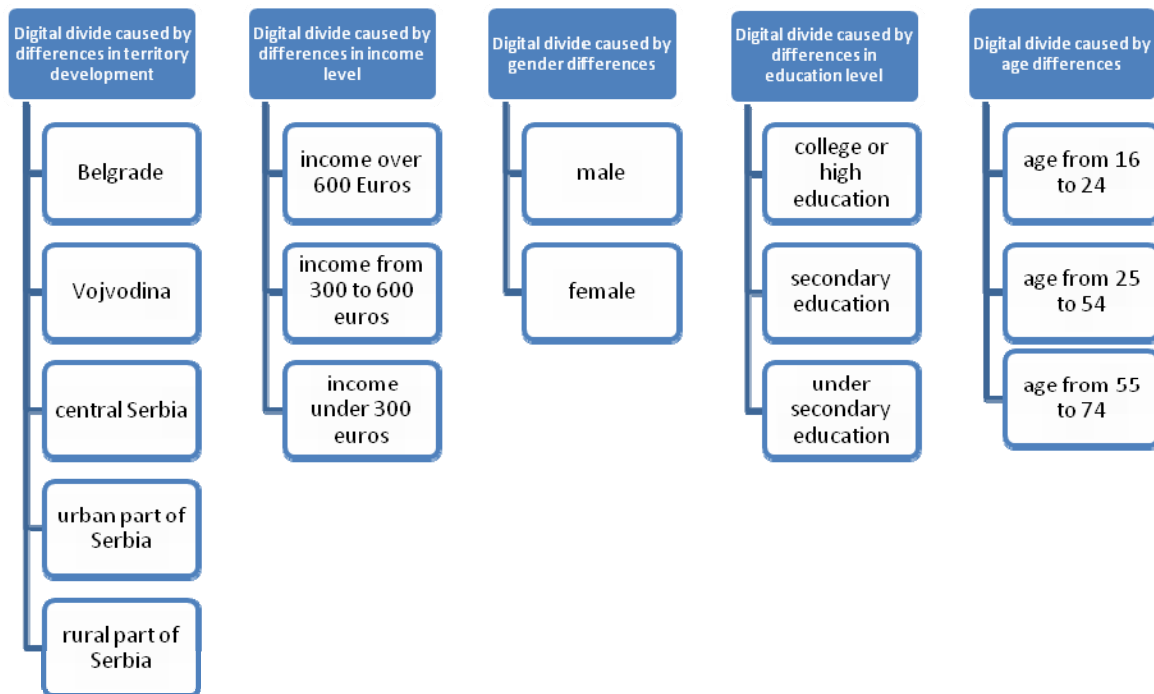 Digital divide caused by
differences in territory
development
Belgrade
Vojvodina
central Serbia
urban part of
Serbia
rural part of
Serbia
Digital divide caused by
differences in income
level
income over
600 Euros
income from
300 to 600
euros
income
under 300
euros
Digital divide caused by
gender differences
male
female
Digital divide caused by
differences in
education level
college or
high
education
secondary
education
under
secondary
education
Digital divide caused by
age differences
age from 16
to 24
age from 25
to 54
age from 55
to 74